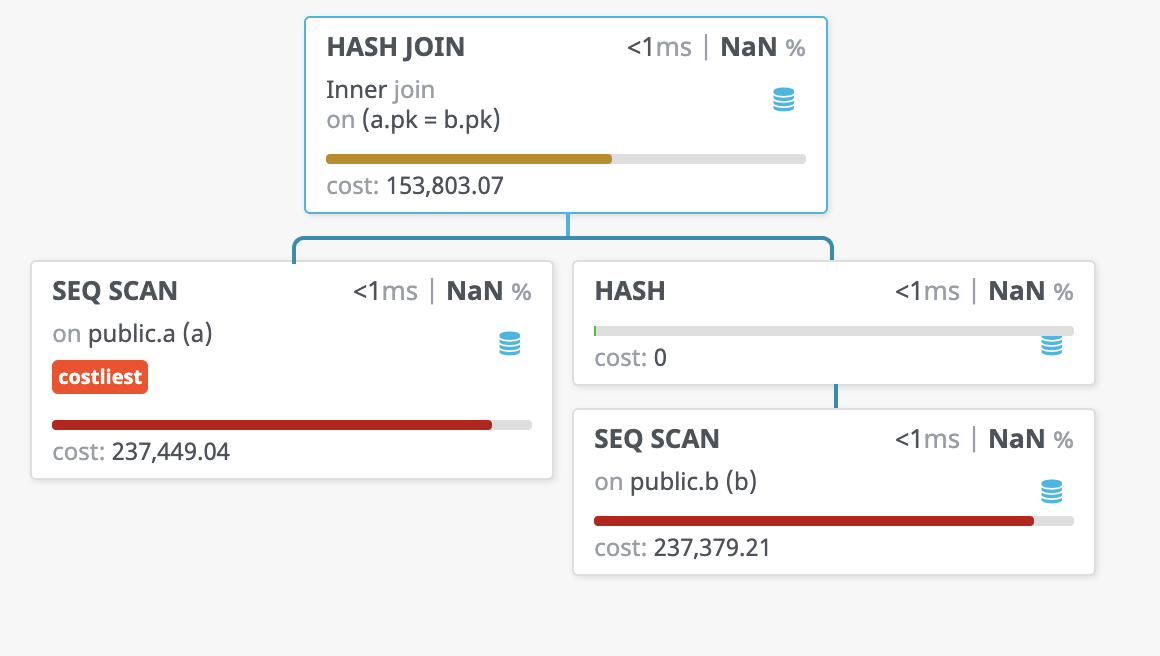 HASH JOIN <1ms | NaN %
Inner join
on (a.pk = b.pk)
cost: 153,803.07
SEQ SCAN <1ms | NaN %
on public.a (a)
costliest
cost: 237,449.04
HASH <1ms | NaN %
cost: 0
SEQ SCAN <1ms | NaN %
on public.b (b)
cost: 237,379.21